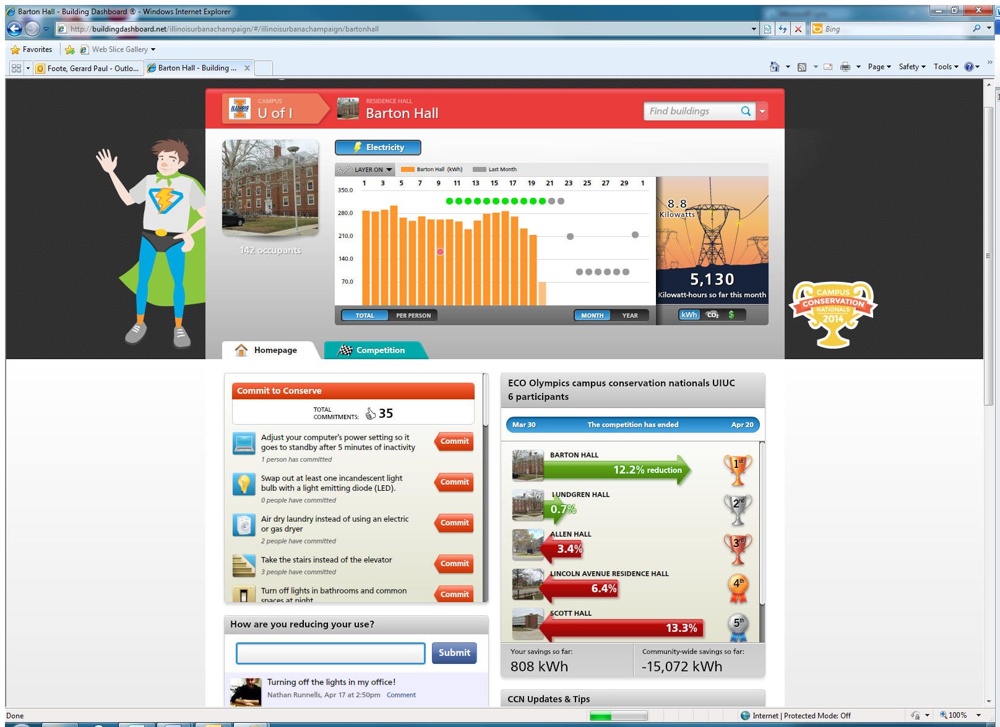 Barton Hall - Building Dashboard ® - Windows Internet Explorer
http://buildingdashboard.net/illinoisurbanachampaign/#/illinoisurbanachampaign/bartonhall
Bing
Favorites
Web Slice Gallery
Foote, Gerard Paul - Outlo...
Barton Hall - Building ...
Page
Safety
Tools
CAMPUS
U of I
ILLINOIS
RESIDENCE HALL
Barton Hall
Find buildings
142 occupants
Electricity
LAYER ON
Barton Hall (kWh)
Last Month
1 3 5 7 9 11 13 15 17 19 21 23 25 27 29 1
350.0
280.0
210.0
140.0
70.0
8.8
Kilowatts
5,130
Kilowatt-hours so far this month
TOTAL
PER PERSON
MONTH
YEAR
kWh
CO₂
$
CAMPUS
CONSERVATION
NATIONALS
2014
Homepage
Competition
Commit to Conserve
TOTAL
COMMITMENTS: 35
Adjust your computer's power setting so it
goes to standby after 5 minutes of inactivity
1 person has committed
Commit
Swap out at least one incandescent light
bulb with a light emitting diode (LED).
0 people have committed
Commit
Air dry laundry instead of using an electric
or gas dryer
2 people have committed
Commit
Take the stairs instead of the elevator
3 people have committed
Commit
Turn off lights in bathrooms and common
spaces at night
Commit
How are you reducing your use?
Submit
Turning off the lights in my office!
Nathan Runnells, Apr 17 at 2:50pm Comment
ECO Olympics campus conservation nationals UIUC
6 participants
Mar 30
The competition has ended
Apr 20
BARTON HALL
12.2% reduction
1st
LUNDGREN HALL
0.7%
2nd
ALLEN HALL
3.4%
3rd
LINCOLN AVENUE RESIDENCE HALL
6.4%
4th
SCOTT HALL
13.3%
5th
Your savings so far:
808 kWh
Community-wide savings so far:
-15,072 kWh
CCN Updates & Tips
Done
Internet | Protected Mode: Off
100%